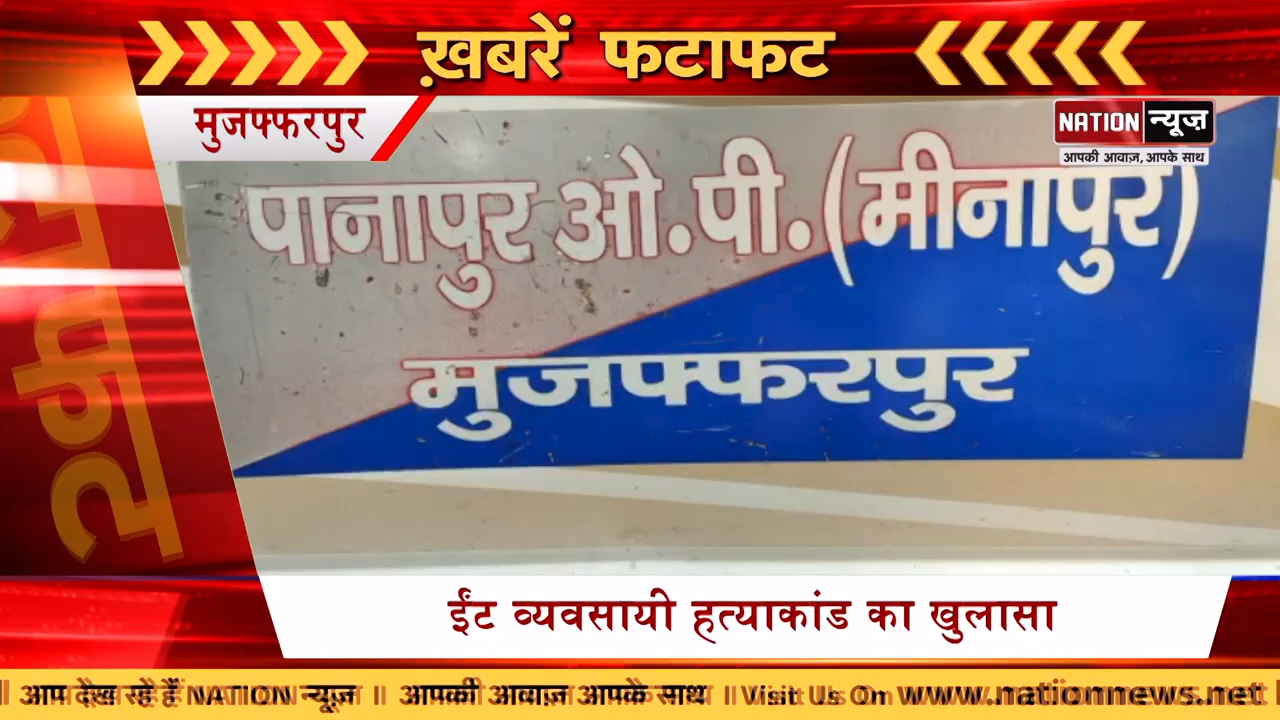 ख़बरें फटाफट
मुजफ्फरपुर
NATION न्यूज़
आपकी आवाज़, आपके साथ
पानापुर ओ.पी.(मीनापुर)
मुजफ्फरपुर
ईंट व्यवसायी हत्याकांड का खुलासा
आप देख रहे हैं NATION न्यूज़ || आपकी आवाज़ आपके साथ || Visit Us On www.nationnews.net